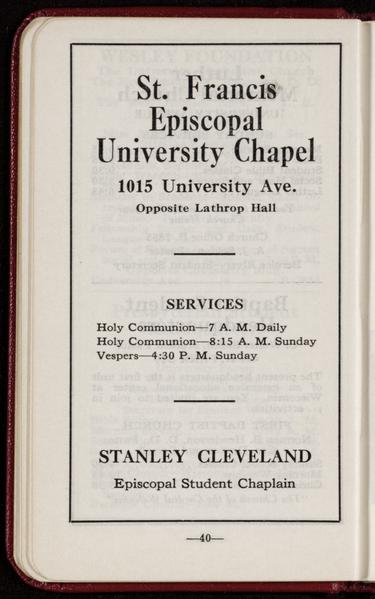 St. Francis
Episcopal
University Chapel
1015 University Ave.
Opposite Lathrop Hall
SERVICES
Holy Communion—7 A. M. Daily
Holy Communion—8:15 A. M. Sunday
Vespers—4:30 P. M. Sunday
STANLEY CLEVELAND
Episcopal Student Chaplain
—40—